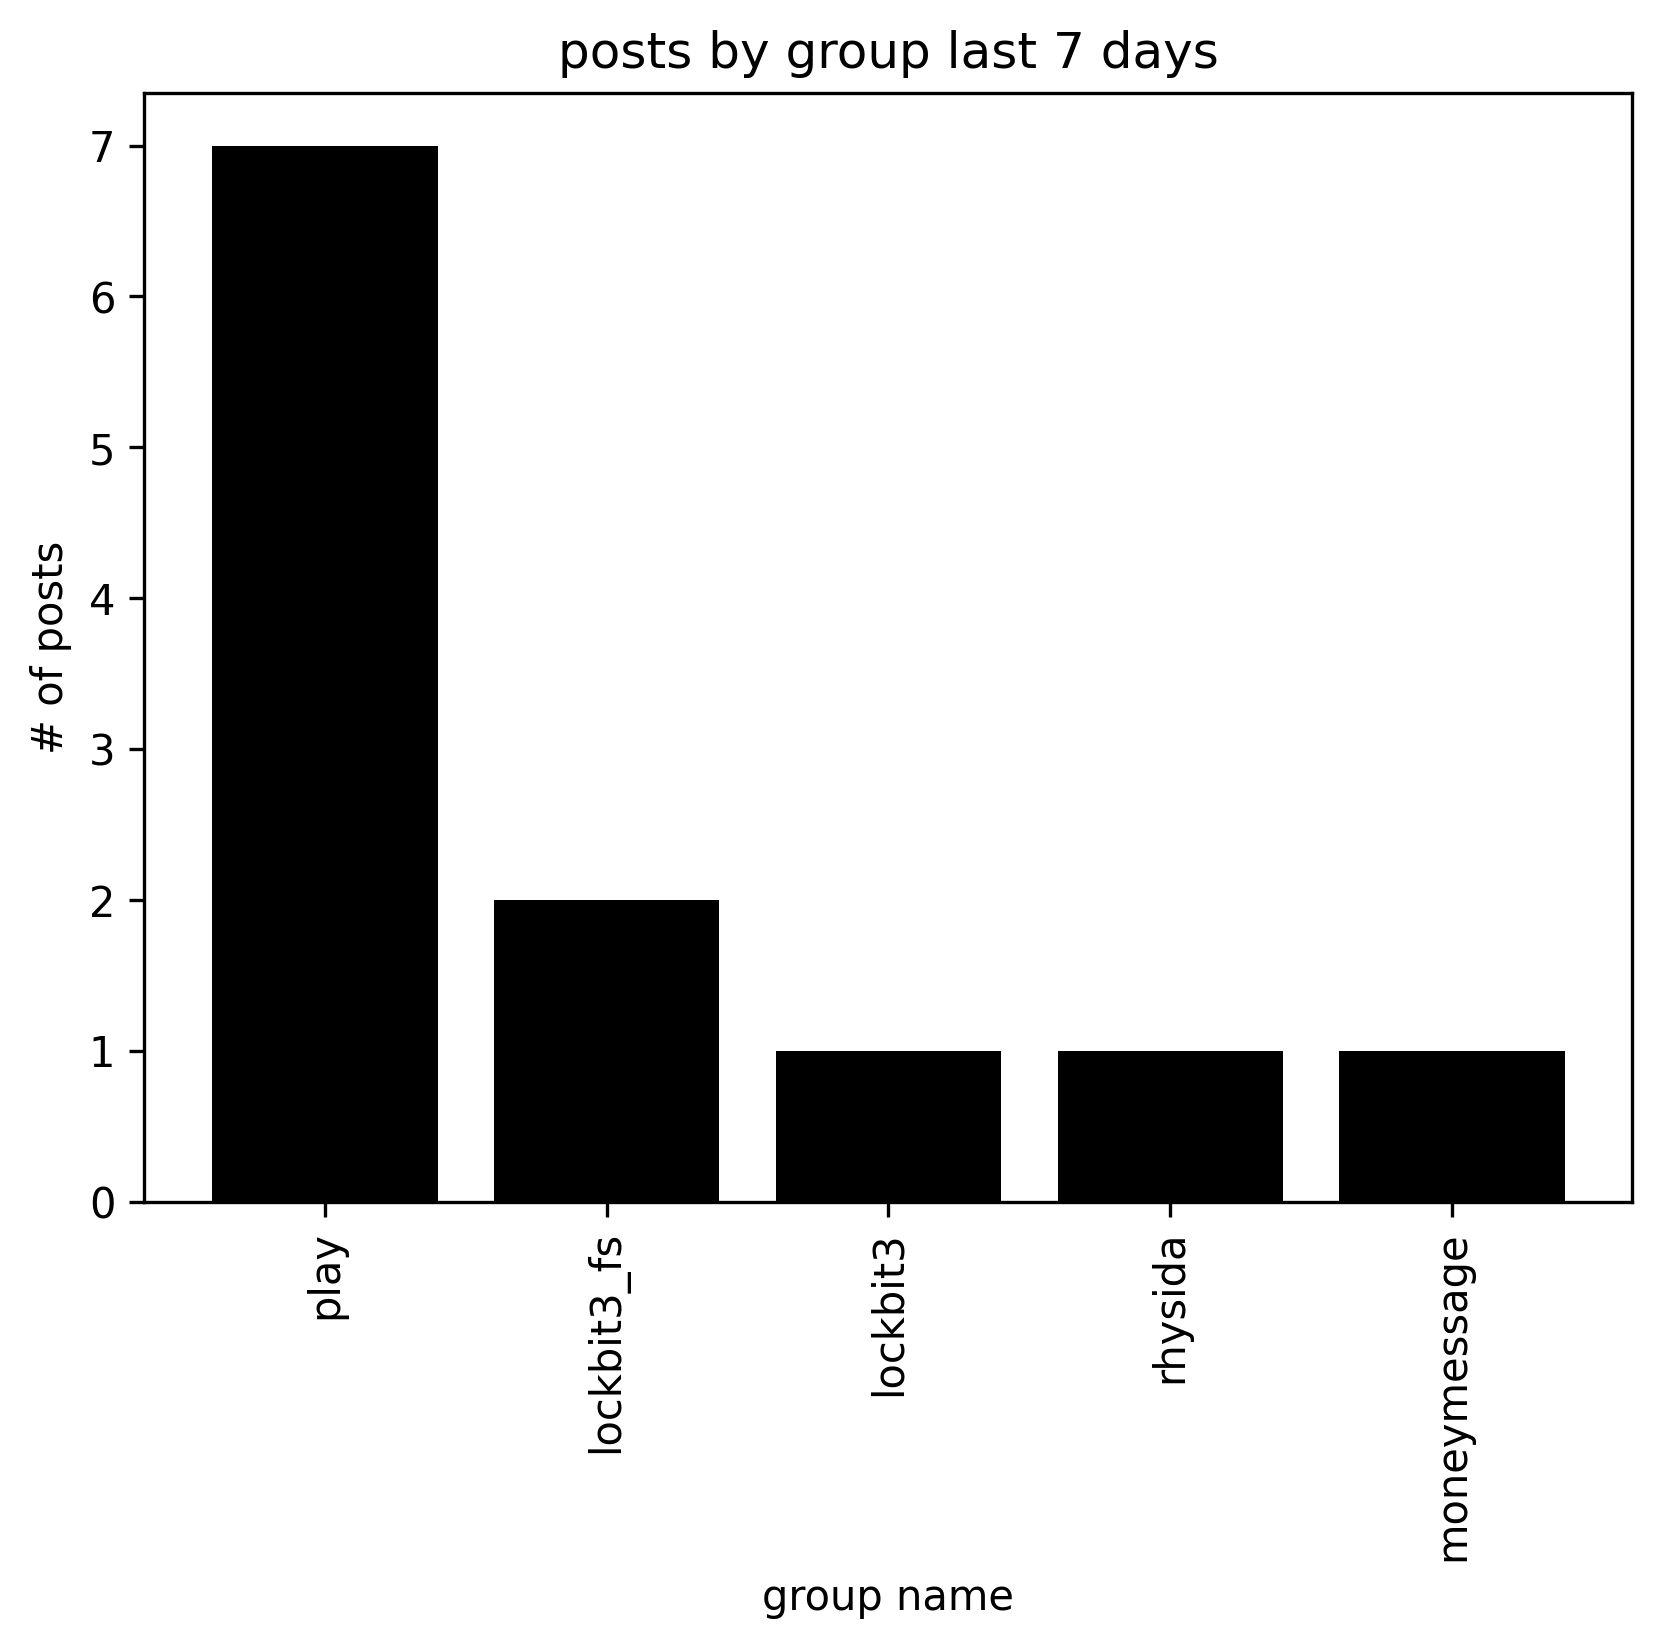 posts by group last 7 days
# of posts
7
6
5
4
3
2
1
0
play
lockbit3_fs
lockbit3
rhysida
moneymessage
group name